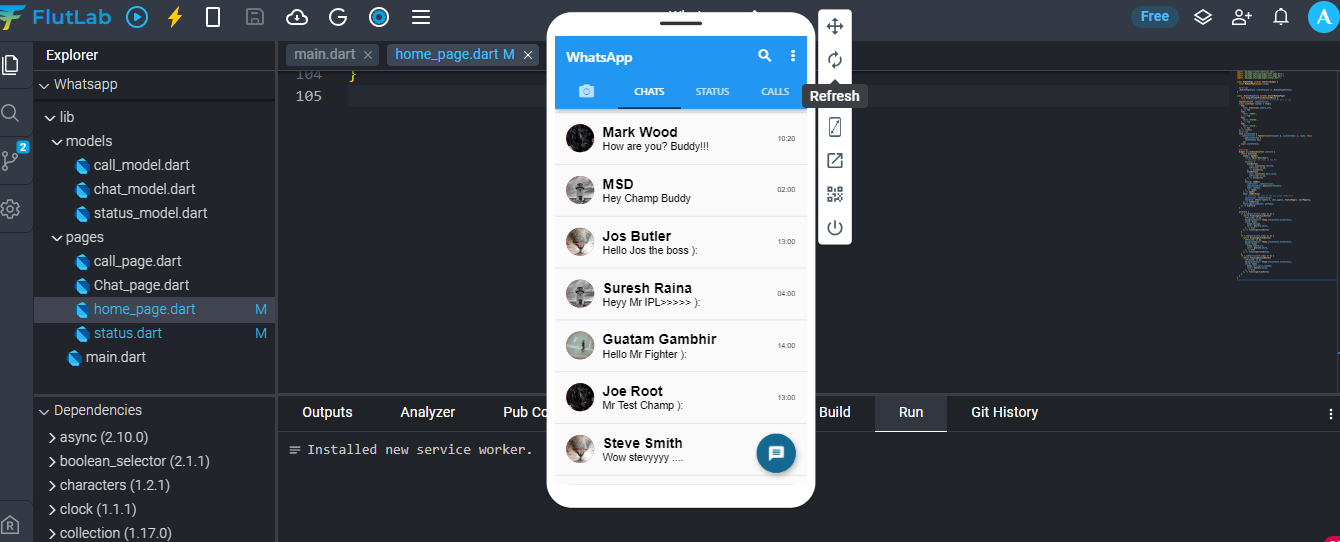 FlutLab
Free
A
Explorer
main.dart
home_page.dart M
Whatsapp
104 }
105
lib
models
call_model.dart
chat_model.dart
status_model.dart
pages
call_page.dart
Chat_page.dart
home_page.dart M
status.dart M
main.dart
2
Dependencies
async (2.10.0)
boolean_selector (2.1.1)
characters (1.2.1)
clock (1.1.1)
collection (1.17.0)
R
WhatsApp
CHATS STATUS CALLS
Refresh
Mark Wood
How are you? Buddy!!!
10:20
MSD
Hey Champ Buddy
02:00
Jos Butler
Hello Jos the boss ):
13:00
Suresh Raina
Heyy Mr IPL>>>>> ):
04:00
Guatam Gambhir
Hello Mr Fighter ):
14:00
Joe Root
Mr Test Champ ):
13:00
Steve Smith
Wow stevyyyy ....
Outputs Analyzer Pub Co Build Run Git History
Installed new service worker.